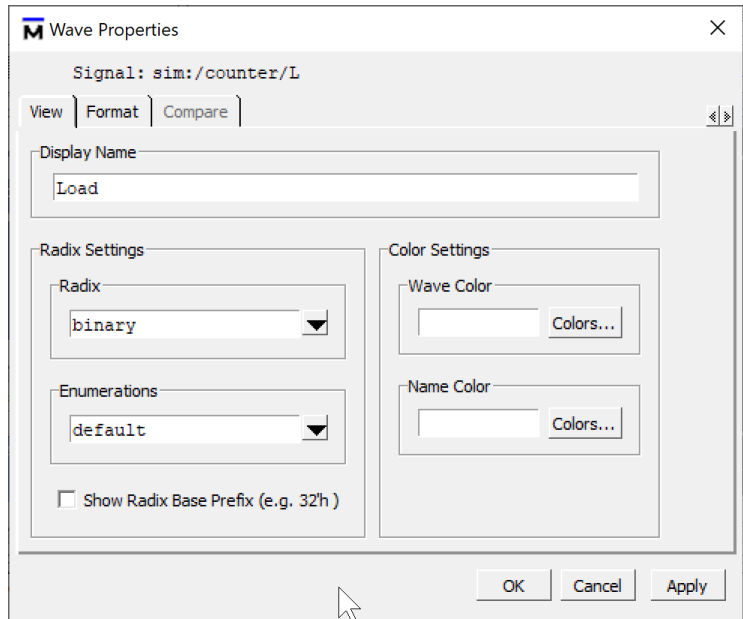 Wave Properties
Signal: sim:/counter/L
View Format Compare
Display Name
Load
Radix Settings
Radix
binary
Enumerations
default
Show Radix Base Prefix (e.g. 32'h )
Color Settings
Wave Color
Colors...
Name Color
Colors...
OK Cancel Apply